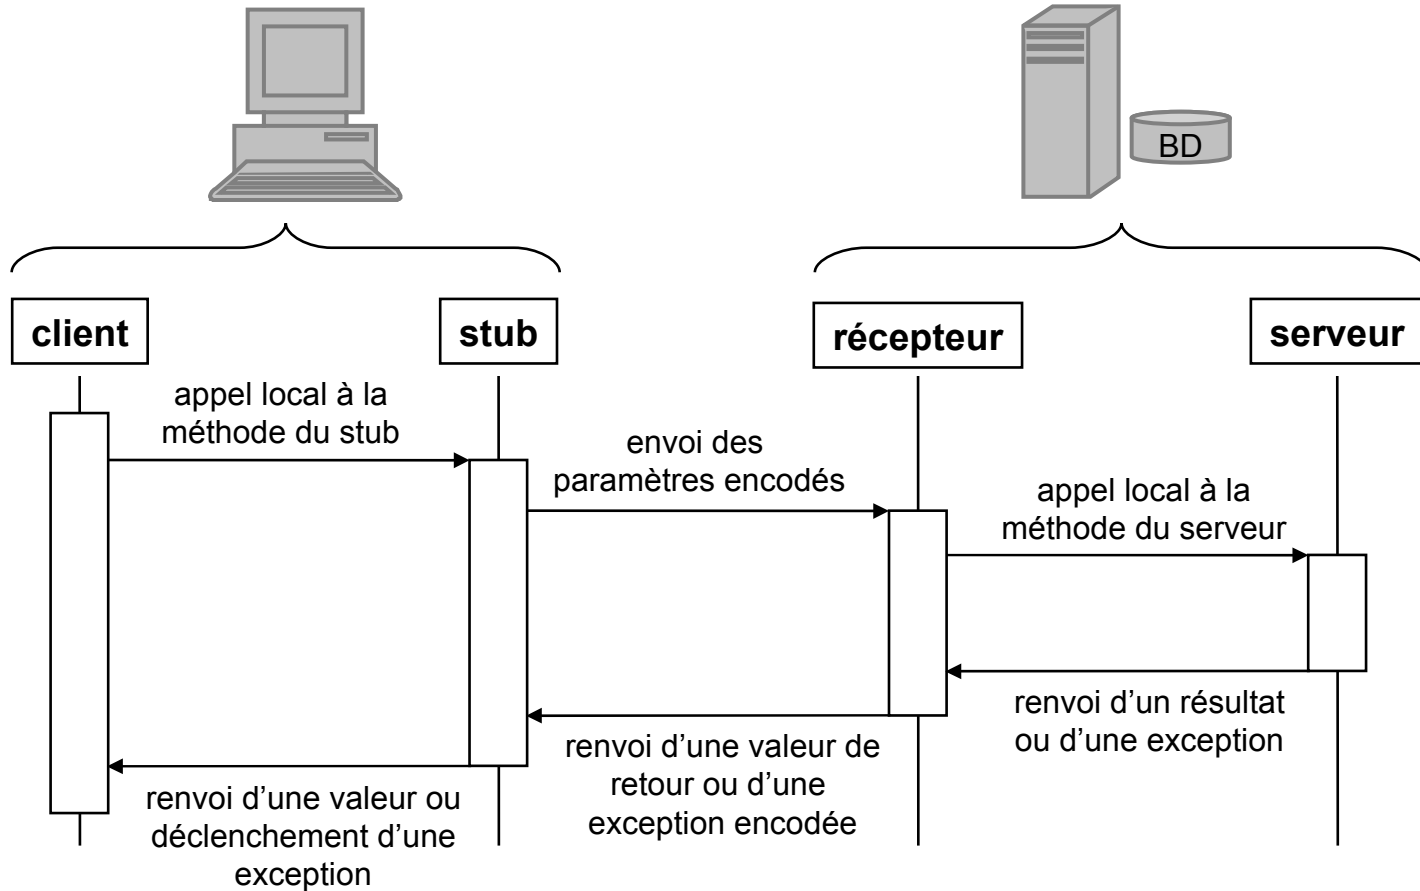 BD
client
stub
récepteur
serveur
appel local à la
méthode du stub
envoi des
paramètres encodés
appel local à la
méthode du serveur
renvoi d’un résultat
ou d’une exception
renvoi d’une valeur de
retour ou d’une
exception encodée
renvoi d’une valeur ou
déclenchement d’une
exception